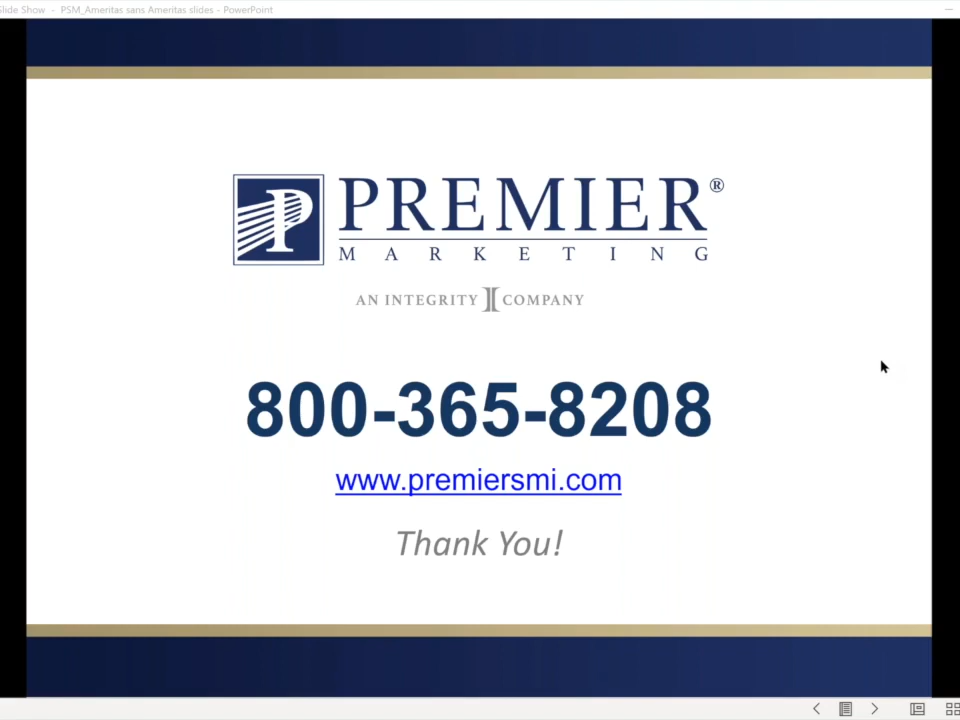 Slide Show - PSM_Ameritas sans Ameritas slides - PowerPoint
P PREMIER®
MARKETING
AN INTEGRITY COMPANY
800-365-8208
www.premiersmi.com
Thank You!